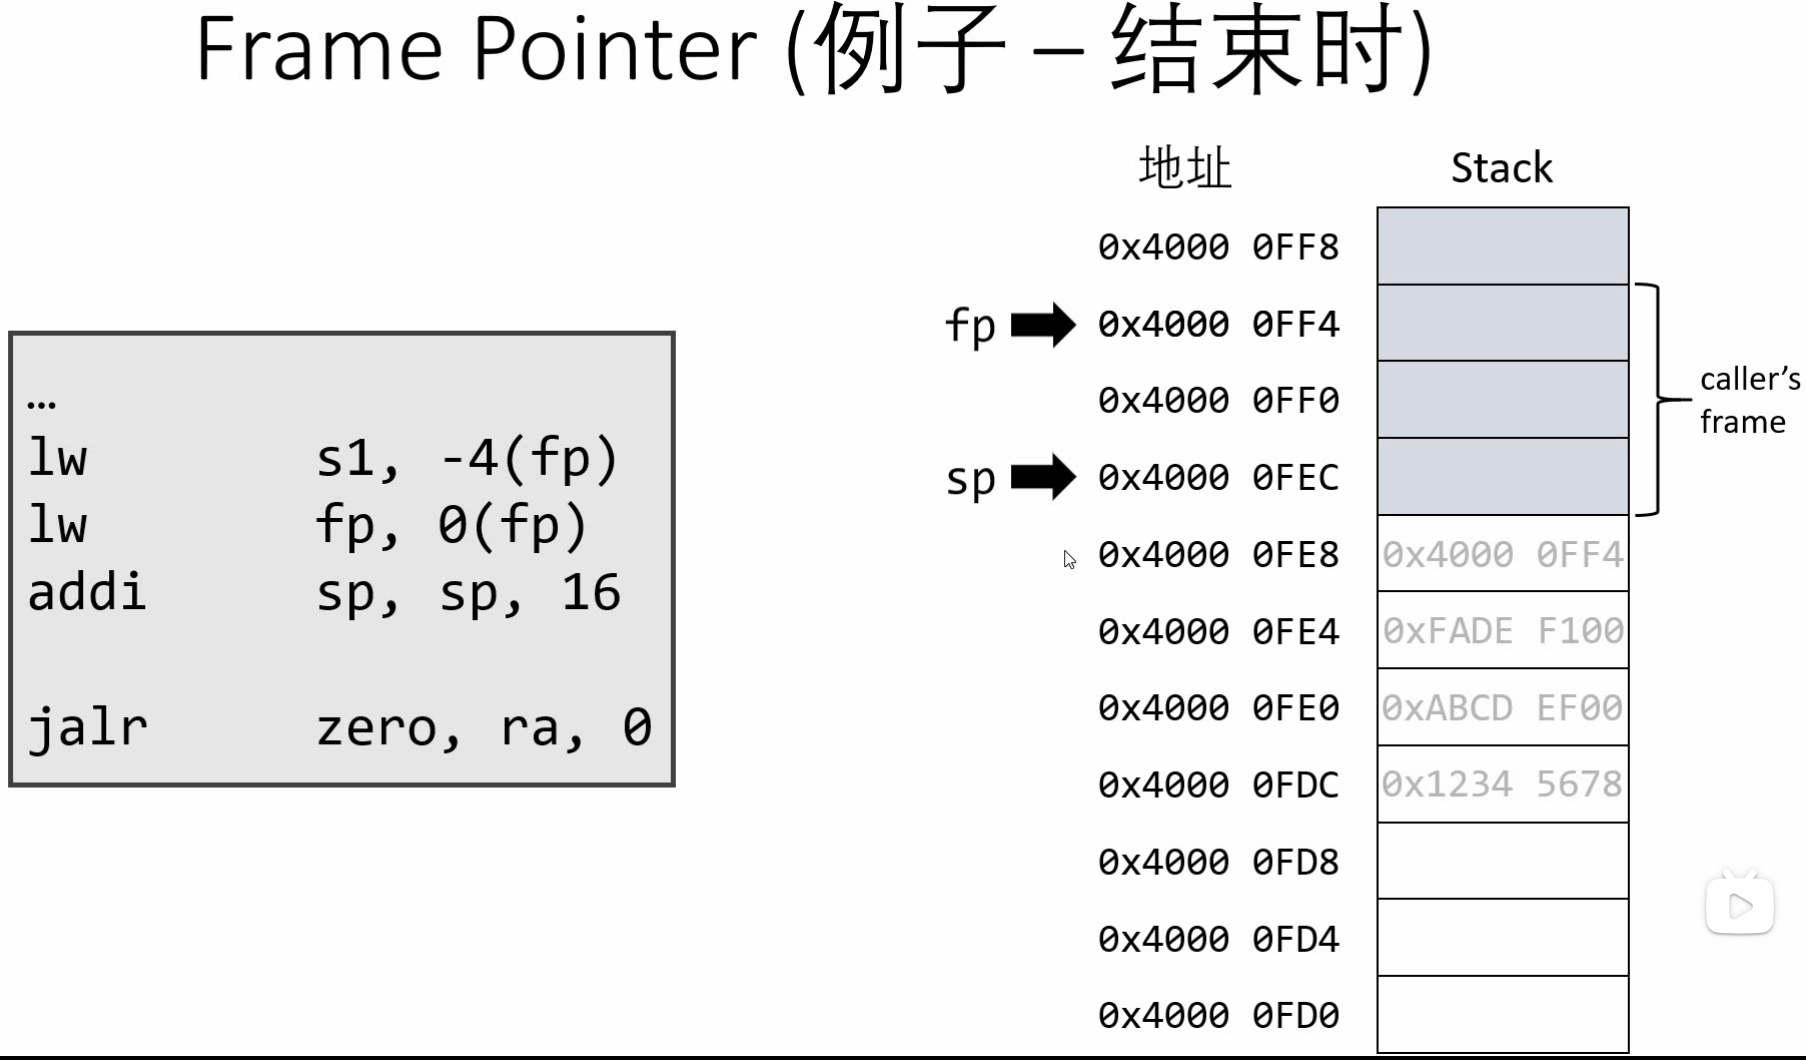 Frame Pointer (例子 – 结束时)
地址 Stack
0x4000 0FF8
fp 0x4000 0FF4
0x4000 0FF0
caller’s
frame
sp 0x4000 0FEC
0x4000 0FE8 0x4000 0FF4
0x4000 0FE4 0xFADE F100
0x4000 0FE0 0xABCD EF00
0x4000 0FDC 0x1234 5678
0x4000 0FD8
0x4000 0FD4
0x4000 0FD0
…
lw s1, -4(fp)
lw fp, 0(fp)
addi sp, sp, 16
jalr zero, ra, 0